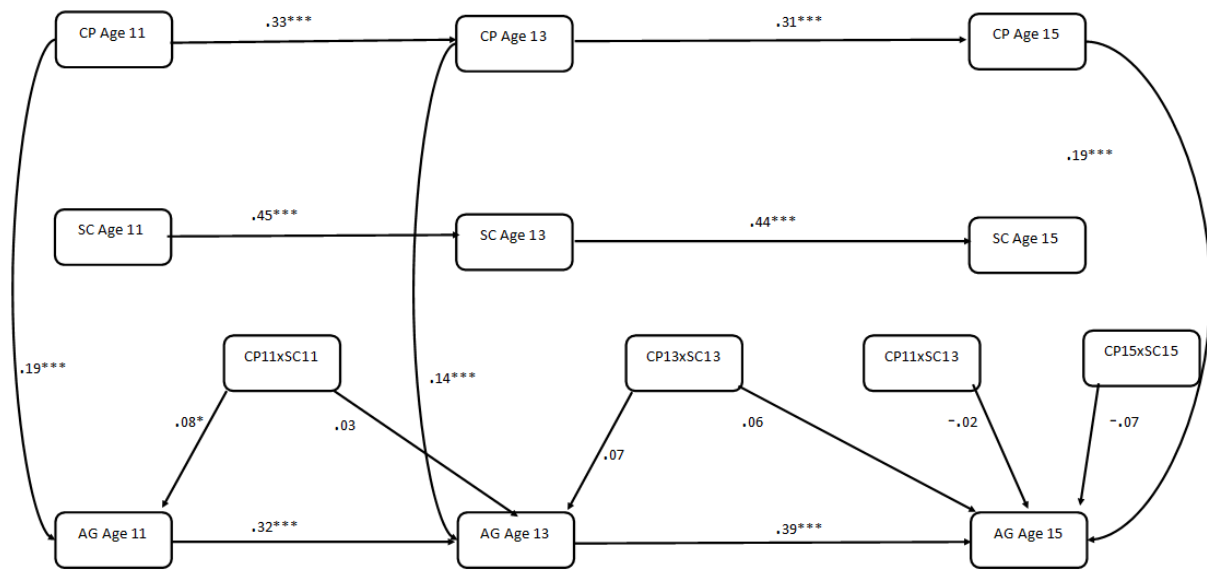 .33***
.31***
CP Age 11
CP Age 13
CP Age 15
.19***
.45***
.44***
SC Age 11
SC Age 13
SC Age 15
CP11xSC11
CP13xSC13
CP11xSC13
CP15xSC15
.19***
.14***
.08*
.03
.07
.06
-.02
-.07
.32***
.39***
AG Age 11
AG Age 13
AG Age 15